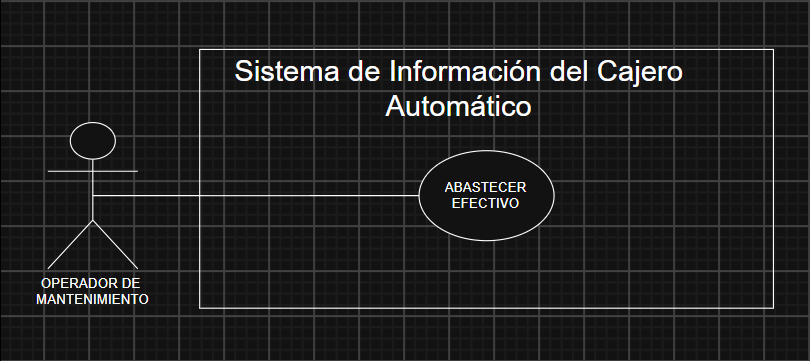 Sistema de Información del Cajero
Automático
ABASTECER
EFECTIVO
OPERADOR DE
MANTENIMIENTO